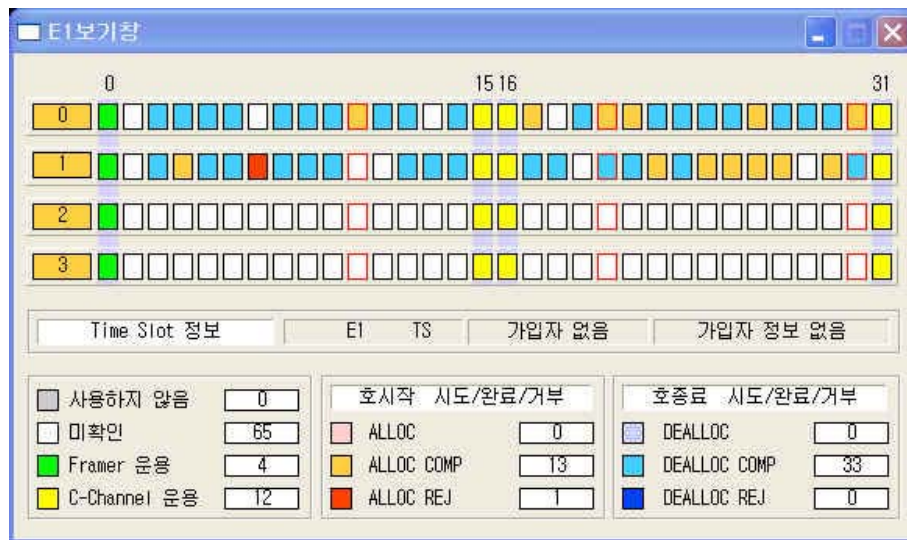 E1보기창
0 15 16 31
0
1
2
3
Time Slot 정보 E1 TS 가입자 없음 가입자 정보 없음
사용하지 않음 0
미확인 65
Framer 운용 4
C-Channel 운용 12
호시작 시도/완료/거부
ALLOC 0
ALLOC COMP 13
ALLOC REJ 1
호종료 시도/완료/거부
DEALLOC 0
DEALLOC COMP 33
DEALLOC REJ 0